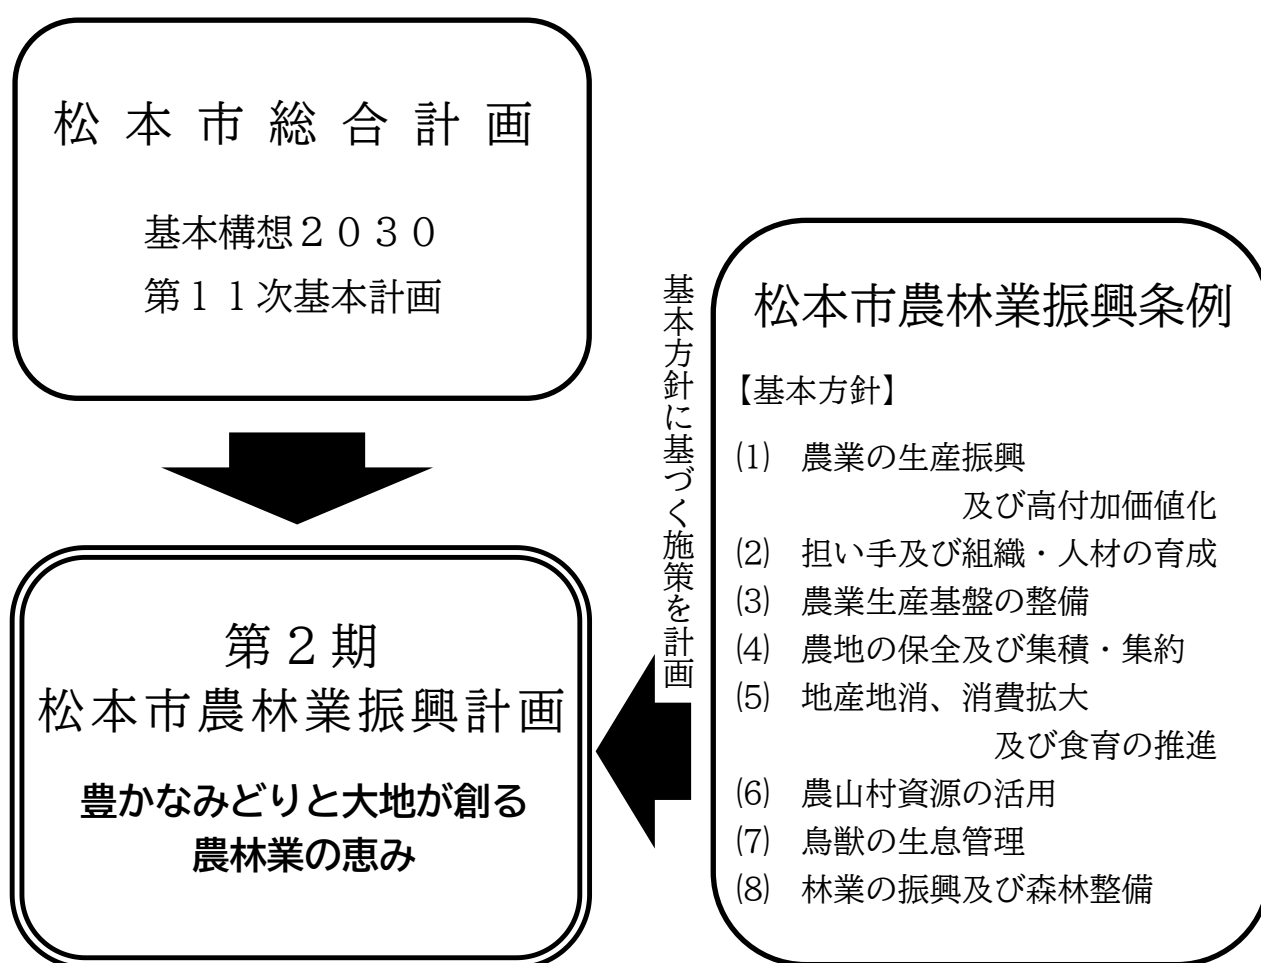 松本市総合計画
基本構想２０３０
第１１次基本計画
第２期
松本市農林業振興計画
豊かなみどりと大地が創る
農林業の恵み
基本方針に基づく施策を計画
松本市農林業振興条例
【基本方針】
⑴　農業の生産振興
及び高付加価値化
⑵　担い手及び組織・人材の育成
⑶　農業生産基盤の整備
⑷　農地の保全及び集積・集約
⑸　地産地消、消費拡大
及び食育の推進
⑹　農山村資源の活用
⑺　鳥獣の生息管理
⑻　林業の振興及び森林整備